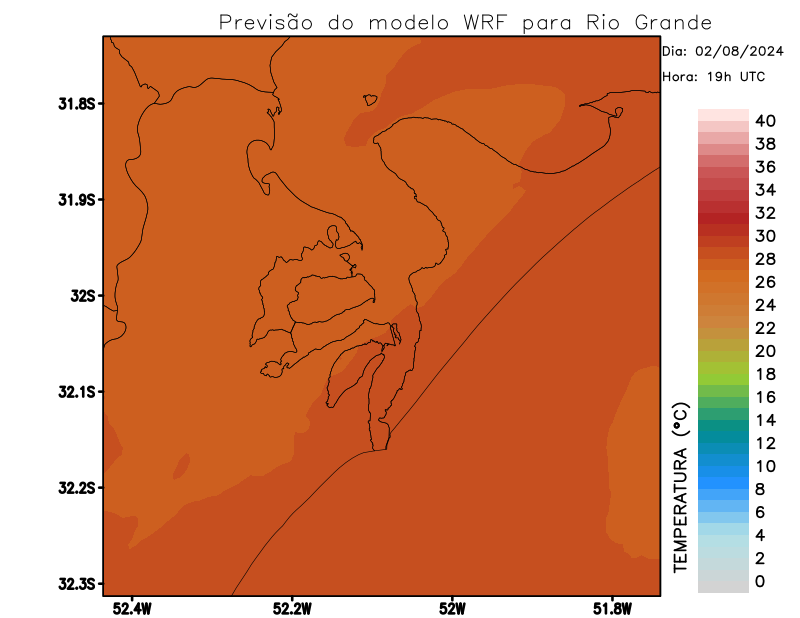 Previsão do modelo WRF para Rio Grande
Dia: 02/08/2024
Hora: 19h UTC
31.8S
31.9S
32S
32.1S
32.2S
32.3S
52.4W
52.2W
52W
51.8W
40
38
36
34
32
30
28
26
24
22
20
18
16
14
12
10
8
6
4
2
0
TEMPERATURA (°C)